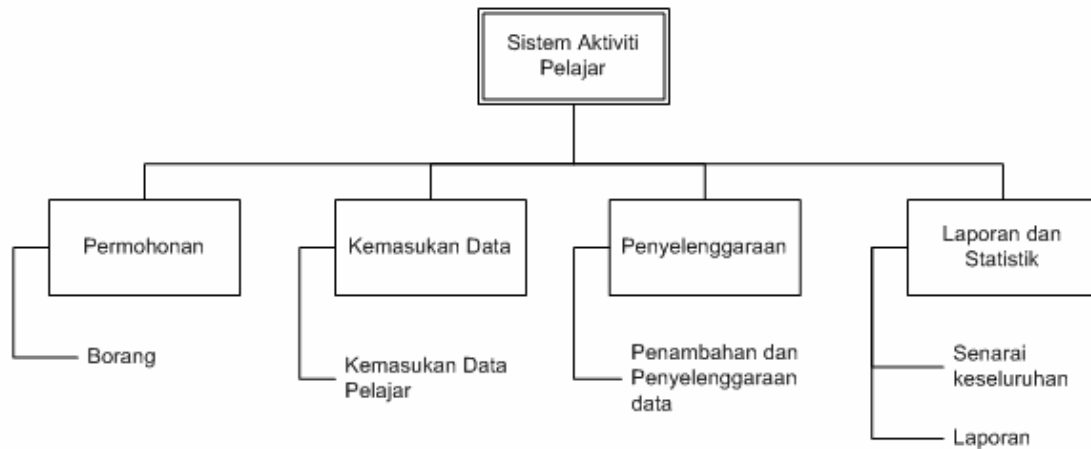 Sistem Aktiviti
Pelajar
Permohonan
Kemasukan Data
Penyelenggaraan
Laporan dan
Statistik
Borang
Kemasukan Data
Pelajar
Penambahan dan
Penyelenggaraan
data
Senarai
keseluruhan
Laporan